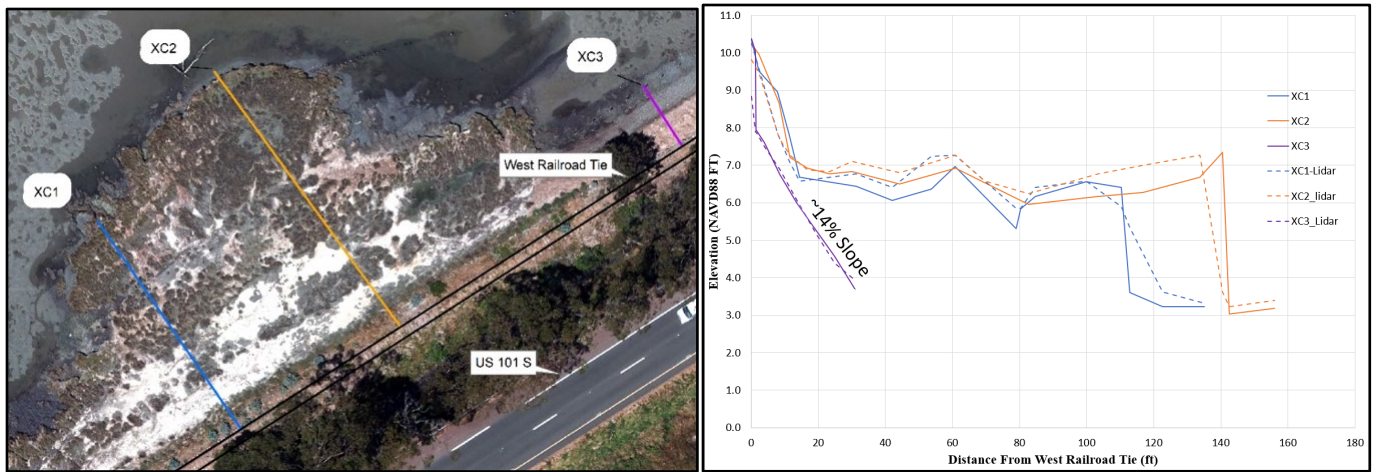 XC2
XC3
XC1
West Railroad Tie
US 101 S
11.0
10.0
9.0
8.0
7.0
6.0
5.0
4.0
3.0
2.0
1.0
0.0
Elevation (NAVD88 FT)
~14% Slope
XC1
XC2
XC3
XC1-Lidar
XC2_lidar
XC3_Lidar
0 20 40 60 80 100 120 140 160 180
Distance From West Railroad Tie (ft)